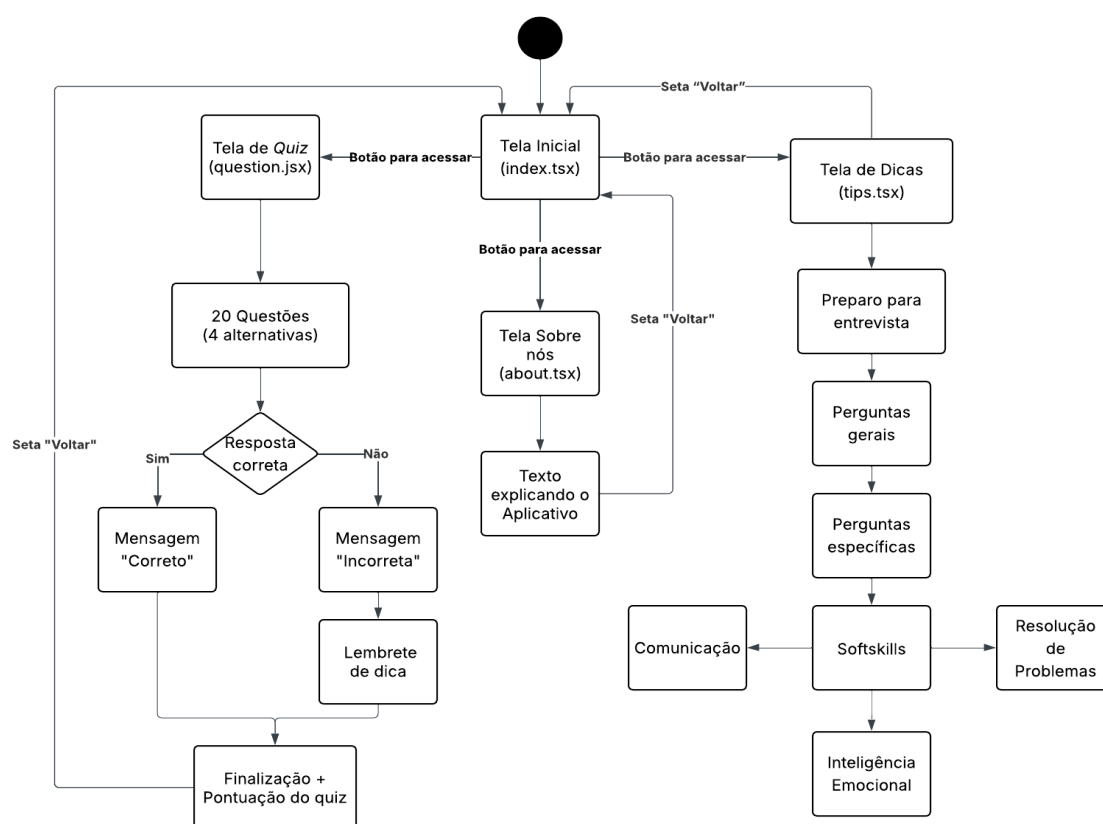 Seta “Voltar”
Tela de Quiz
(question.jsx)
Botão para acessar
Tela Inicial
(index.tsx)
Botão para acessar
Tela de Dicas
(tips.tsx)
Botão para acessar
20 Questões
(4 alternativas)
Tela Sobre
nós
(about.tsx)
Seta "Voltar"
Preparo para
entrevista
Perguntas
gerais
Seta "Voltar"
Resposta
correta
Sim
Não
Texto
explicando o
Aplicativo
Mensagem
"Correto"
Mensagem
"Incorreta"
Perguntas
específicas
Lembrete
de dica
Comunicação
Softskills
Resolução
de
Problemas
Finalização +
Pontuação do quiz
Inteligência
Emocional